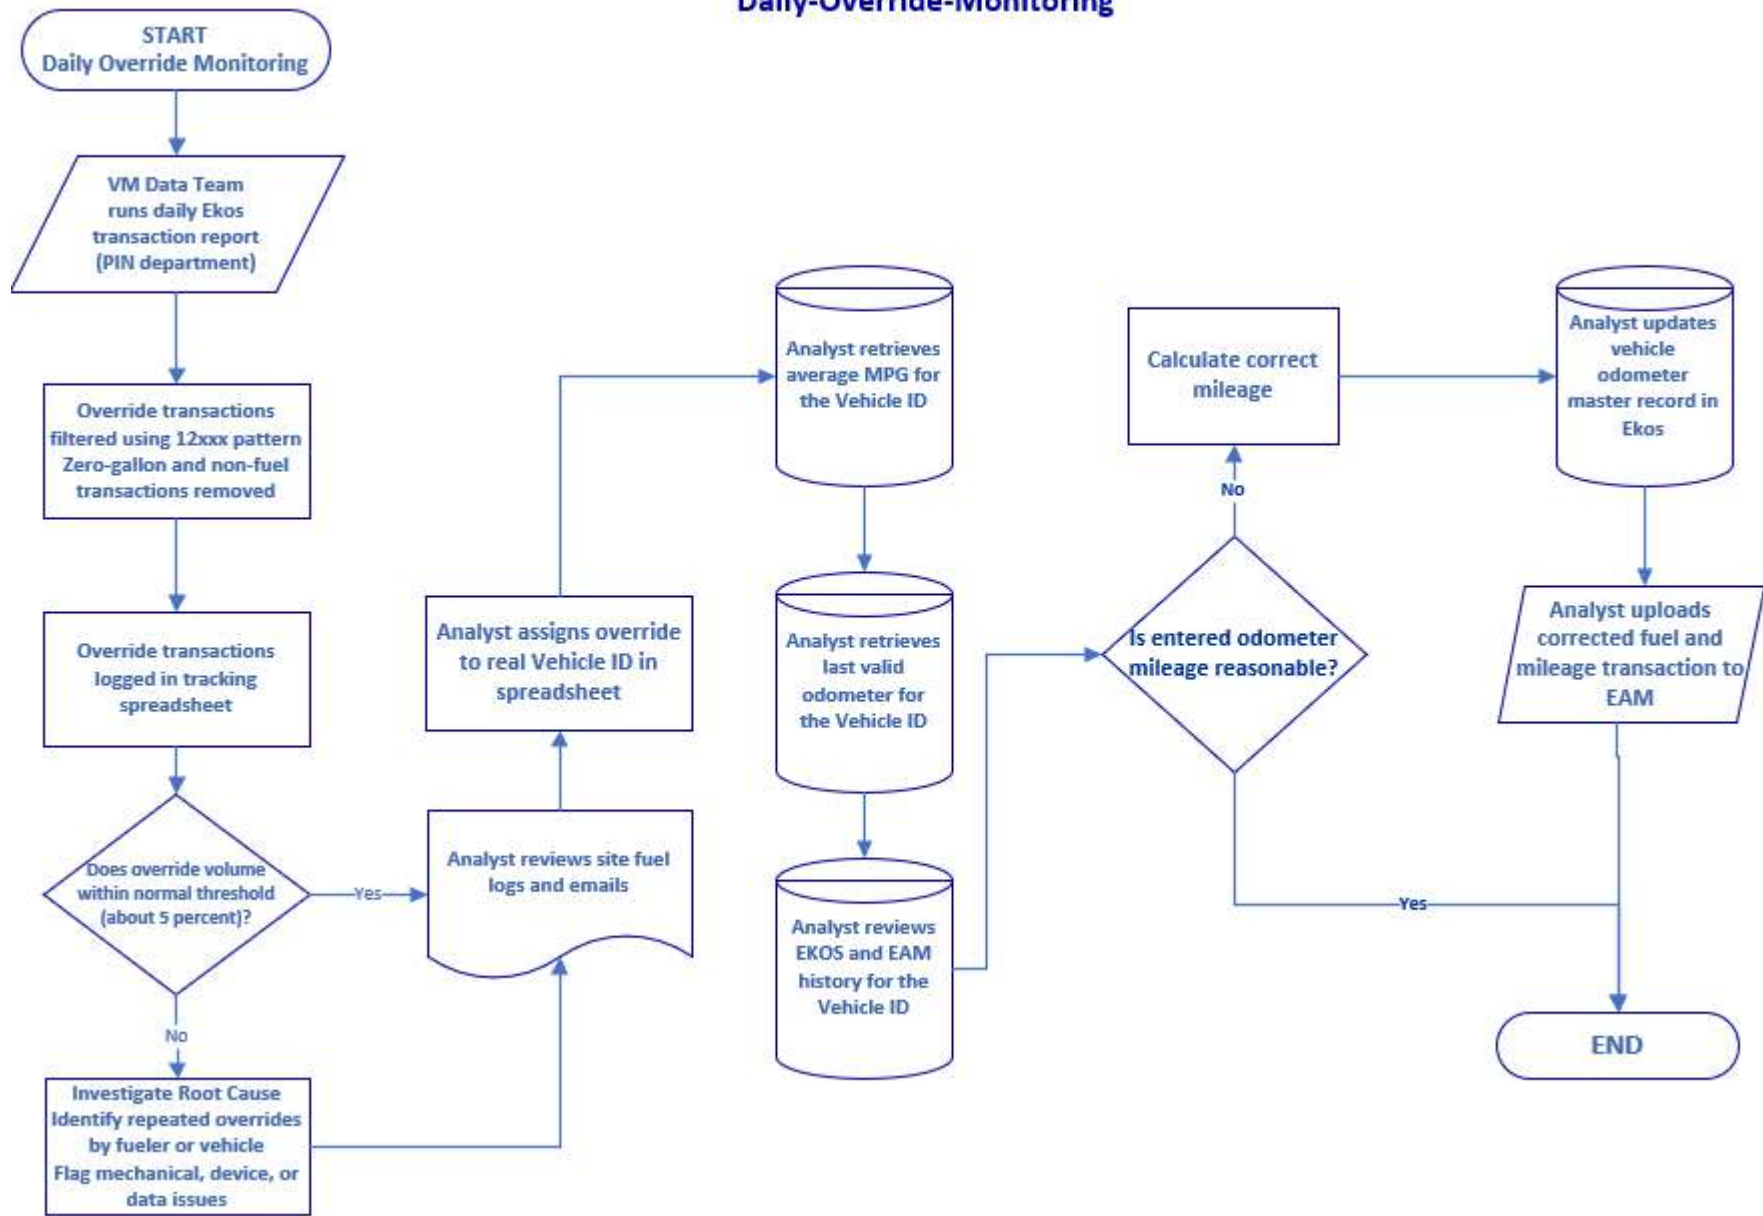 Daily-Override-Monitoring
START
Daily Override Monitoring
VM Data Team
runs daily Ekos
transaction report
(PIN department)
Override transactions
filtered using 12xxx pattern
Zero-gallon and non-fuel
transactions removed
Override transactions
logged in tracking
spreadsheet
Does override volume
within normal threshold
(about 5 percent)?
Yes
No
Investigate Root Cause
Identify repeated overrides
by fueler or vehicle
Flag mechanical, device, or
data issues
Analyst reviews site fuel
logs and emails
Analyst assigns override
to real Vehicle ID in
spreadsheet
Analyst retrieves
average MPG for
the Vehicle ID
Analyst retrieves
last valid
odometer for
the Vehicle ID
Analyst reviews
EKOS and EAM
history for the
Vehicle ID
Is entered odometer
mileage reasonable?
No
Calculate correct
mileage
Analyst updates
vehicle
odometer
master record in
Ekos
Analyst uploads
corrected fuel and
mileage transaction to
EAM
Yes
END